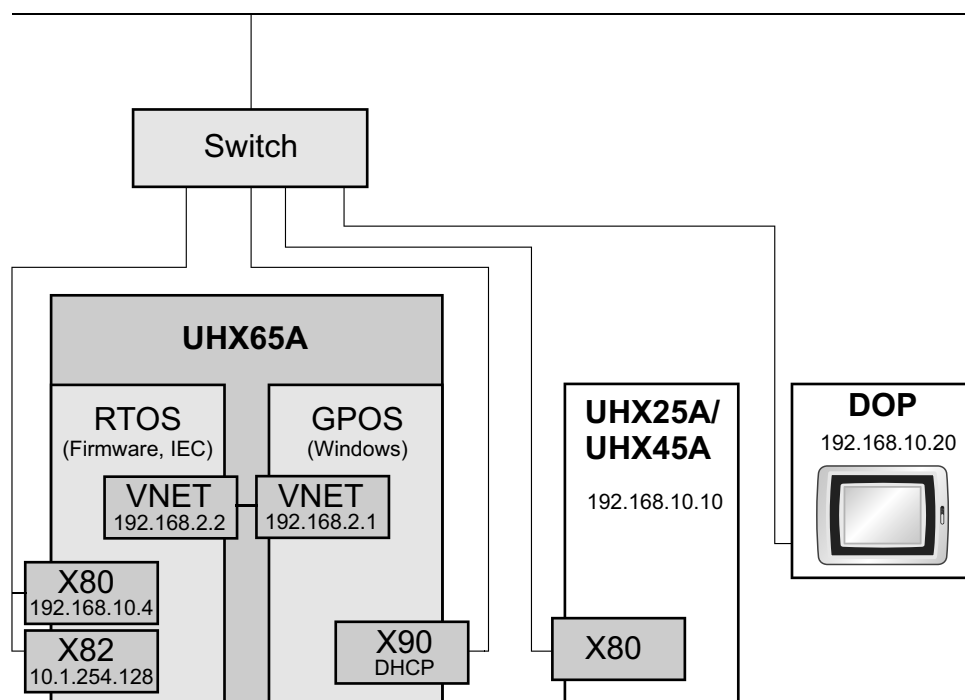 Switch
UHX65A
RTOS
(Firmware, IEC)
VNET
192.168.2.2
X80
192.168.10.4
X82
10.1.254.128
GPOS
(Windows)
VNET
192.168.2.1
X90
DHCP
UHX25A/
UHX45A
192.168.10.10
X80
DOP
192.168.10.20